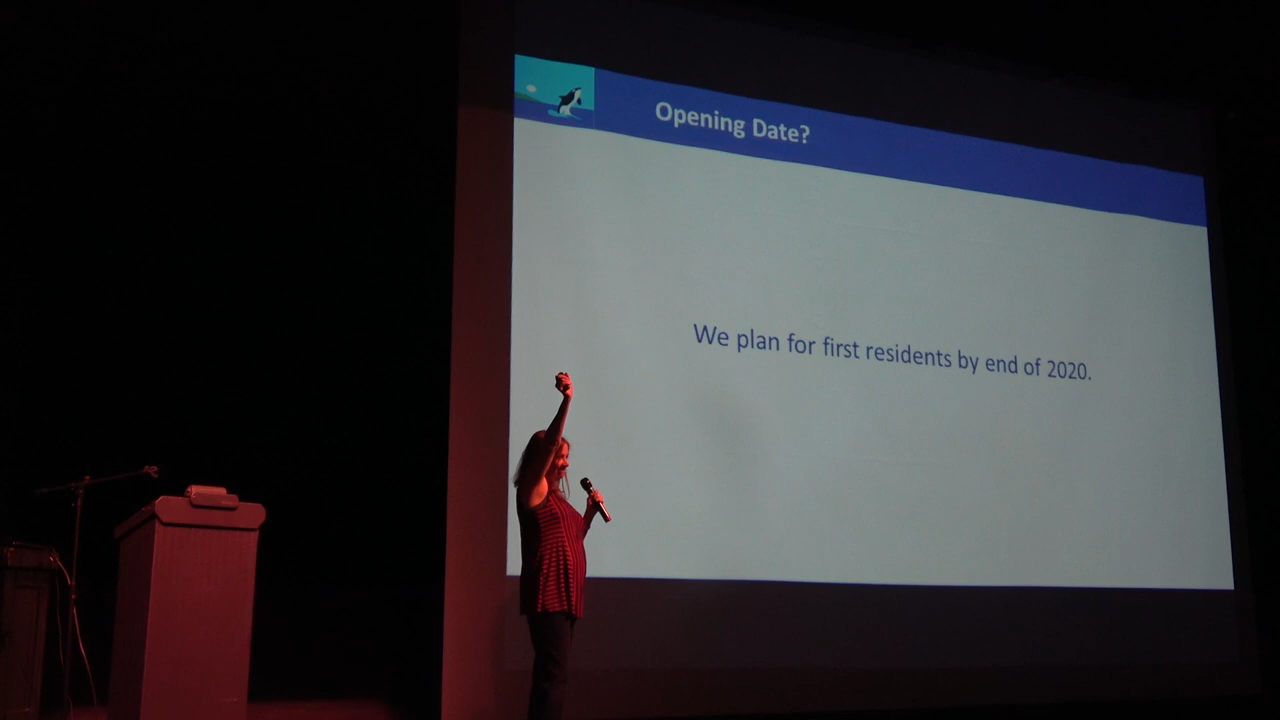 Opening Date?
We plan for first residents by end of 2020.